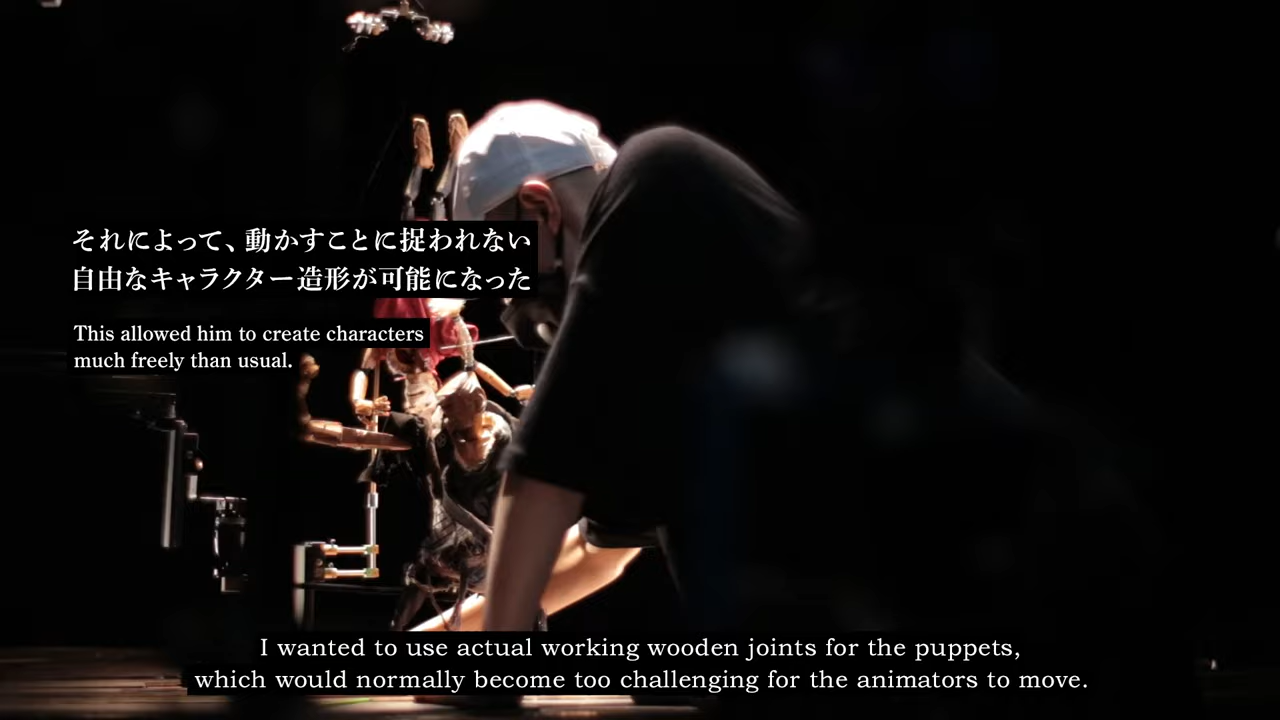 それによって、動かすことに捉われない
自由なキャラクター造形が可能になった
This allowed him to create characters
much freely than usual.
I wanted to use actual working wooden joints for the puppets,
which would normally become too challenging for the animators to move.